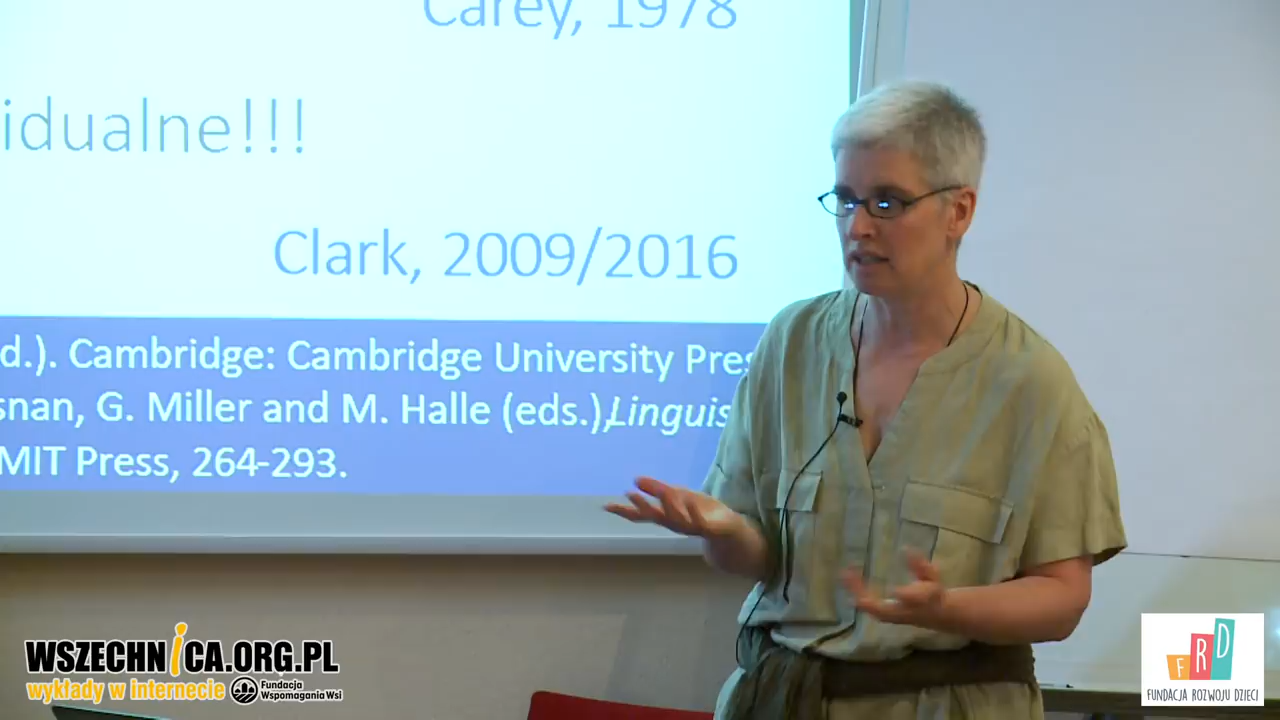 Carey, 1978
idualne!!!
Clark, 2009/2016
d.). Cambridge: Cambridge University Pres
snan, G. Miller and M. Halle (eds.),Linguis
MIT Press, 264-293.
WSZECHNICA.ORG.PL
wykłady w internecie
Fundacja
Wspomagania Wsi
FRD
FUNDACJA ROZWOJU DZIECI